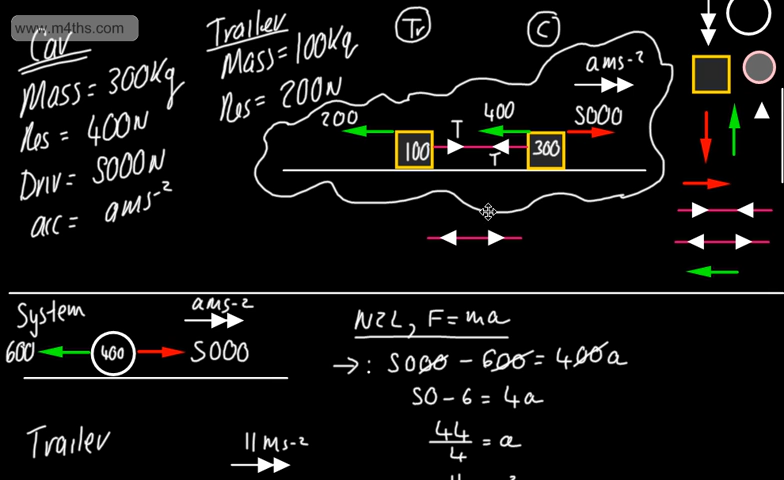 www.m4ths.com
Car
Mass = 300Kg
Res = 400N
Driv = 5000N
acc = ams-2
Trailer
Mass = 100Kg
Res = 200N
Tr
C
ams-2
200
400
5000
T
T
100
300
System
ams-2
600
400
5000
N2L, F=ma
→: 5000 - 600 = 400a
50 - 6 = 4a
44
4
= a
Trailer
11ms-2